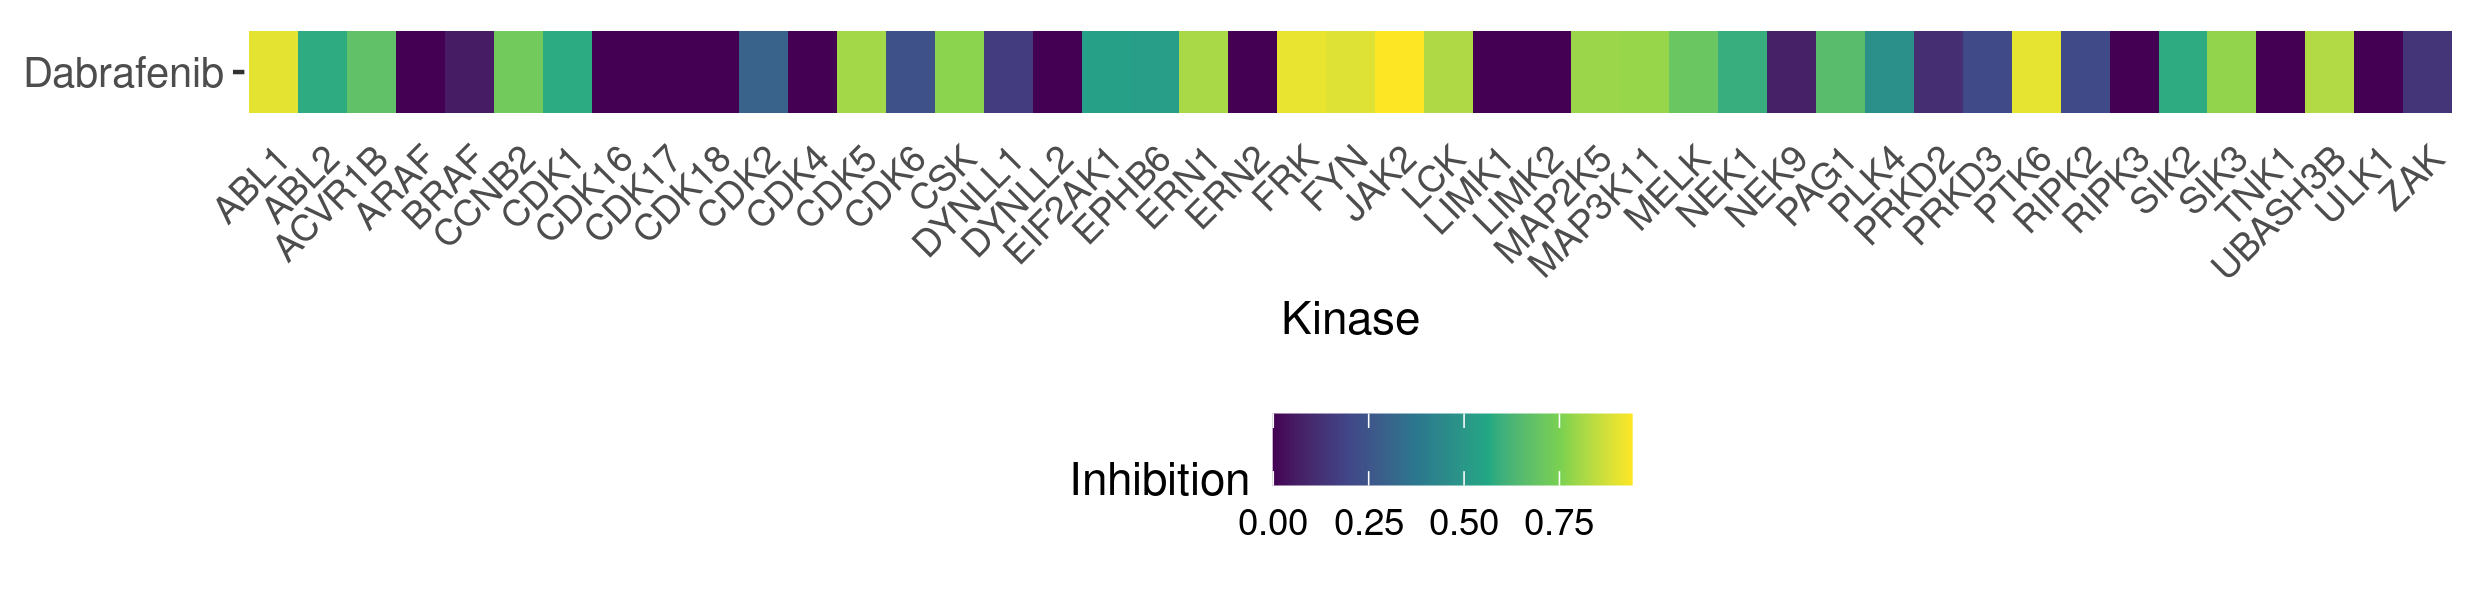 Dabrafenib
ABL1
ABL2
ACVR1B
ARAF
BRAF
CCNB2
CDK1
CDK16
CDK17
CDK18
CDK2
CDK4
CDK5
CDK6
CSK
DYNLL1
DYNLL2
EIF2AK1
EPHB6
ERN1
ERN2
FRK
FYN
JAK2
LCK
LIMK1
LIMK2
MAP2K5
MAP3K11
MELK
NEK1
NEK9
PAG1
PLK4
PRKD2
PRKD3
PTK6
RIPK2
RIPK3
SIK2
SIK3
TNK1
UBASH3B
ULK1
ZAK
Kinase
Inhibition
0.00 0.25 0.50 0.75